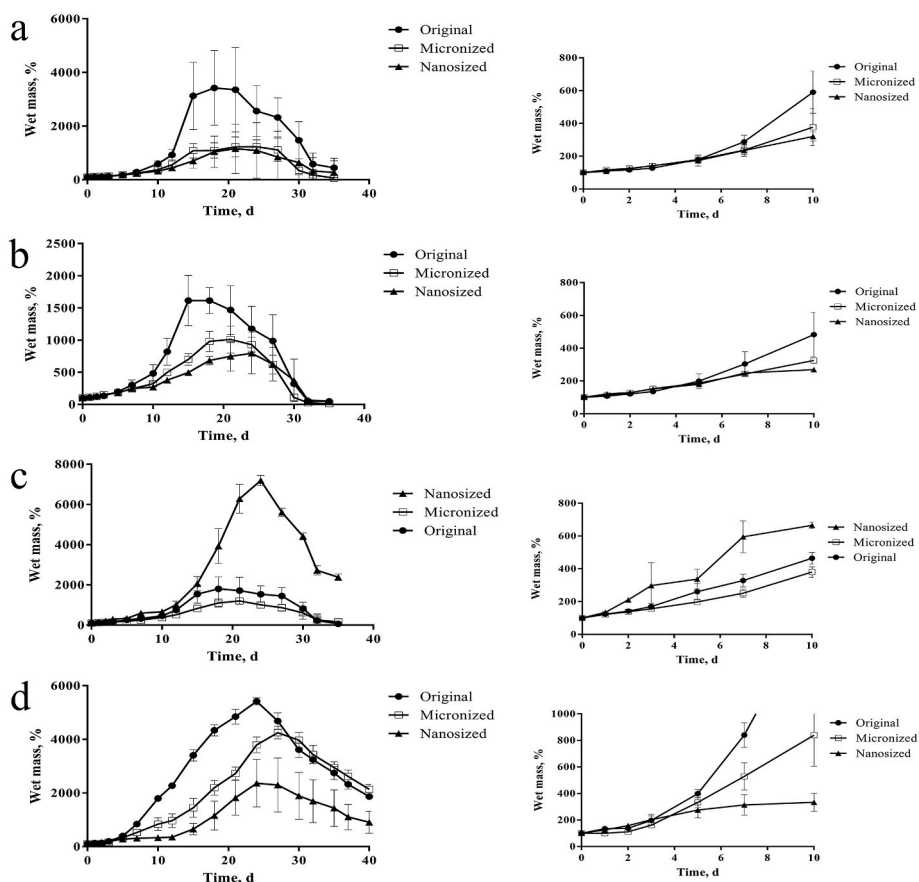 a
Wet mass, %
6000
4000
2000
0
0 10 20 30 40
Time, d
Original
Micronized
Nanosized
Wet mass, %
800
600
400
200
0
0 2 4 6 8 10
Time, d
Original
Micronized
Nanosized
b
Wet mass, %
2500
2000
1500
1000
500
0
0 10 20 30 40
Time, d
Original
Micronized
Nanosized
Wet mass, %
800
600
400
200
0
0 2 4 6 8 10
Time, d
Original
Micronized
Nanosized
c
Wet mass, %
8000
6000
4000
2000
0
0 10 20 30 40
Time, d
Nanosized
Micronized
Original
Wet mass, %
800
600
400
200
0
0 2 4 6 8 10
Time, d
Nanosized
Micronized
Original
d
Wet mass, %
6000
4000
2000
0
0 10 20 30 40
Time, d
Original
Micronized
Nanosized
Wet mass, %
1000
800
600
400
200
0
0 2 4 6 8 10
Time, d
Original
Micronized
Nanosized